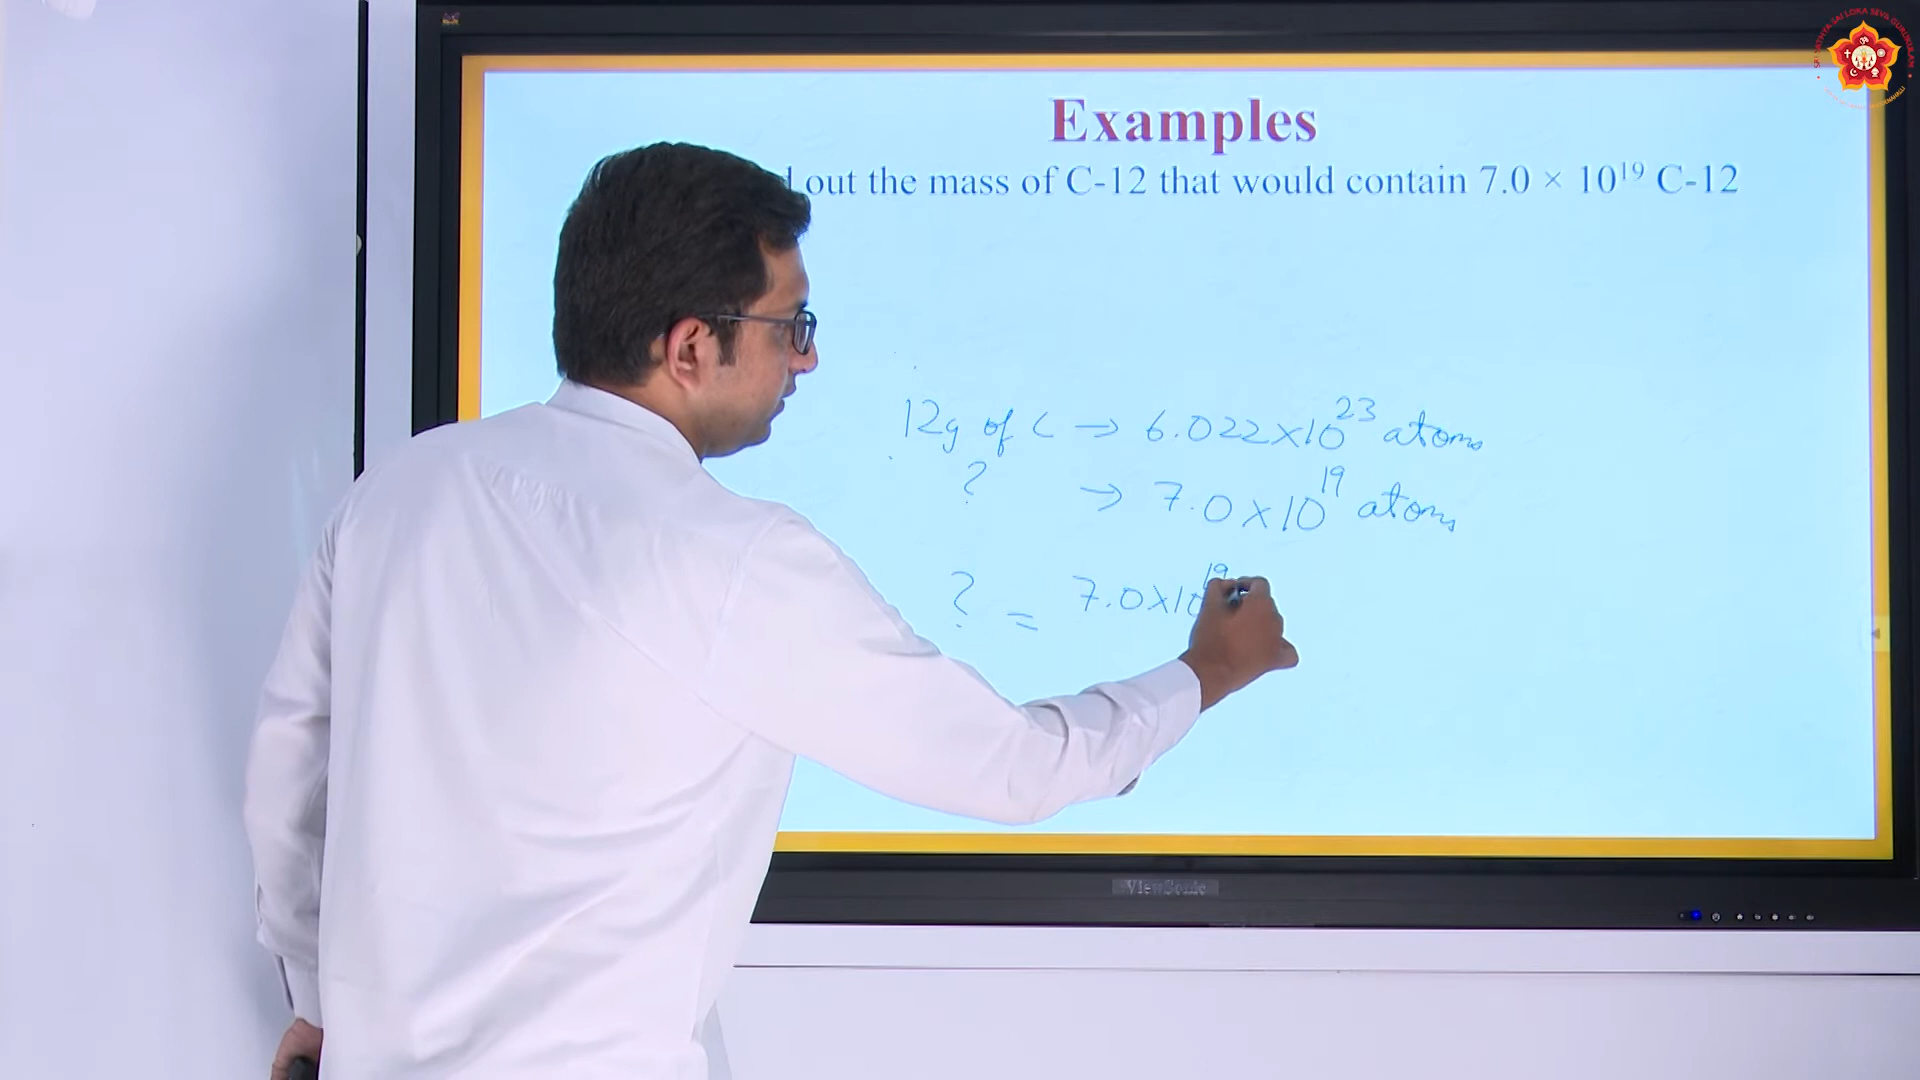 Examples
out the mass of C-12 that would contain 7.0 × 10¹⁹ C-12
12g of C → 6.022×10²³ atoms
? → 7.0×10¹⁹ atoms
? = 7.0×10¹⁹
ViewSonic